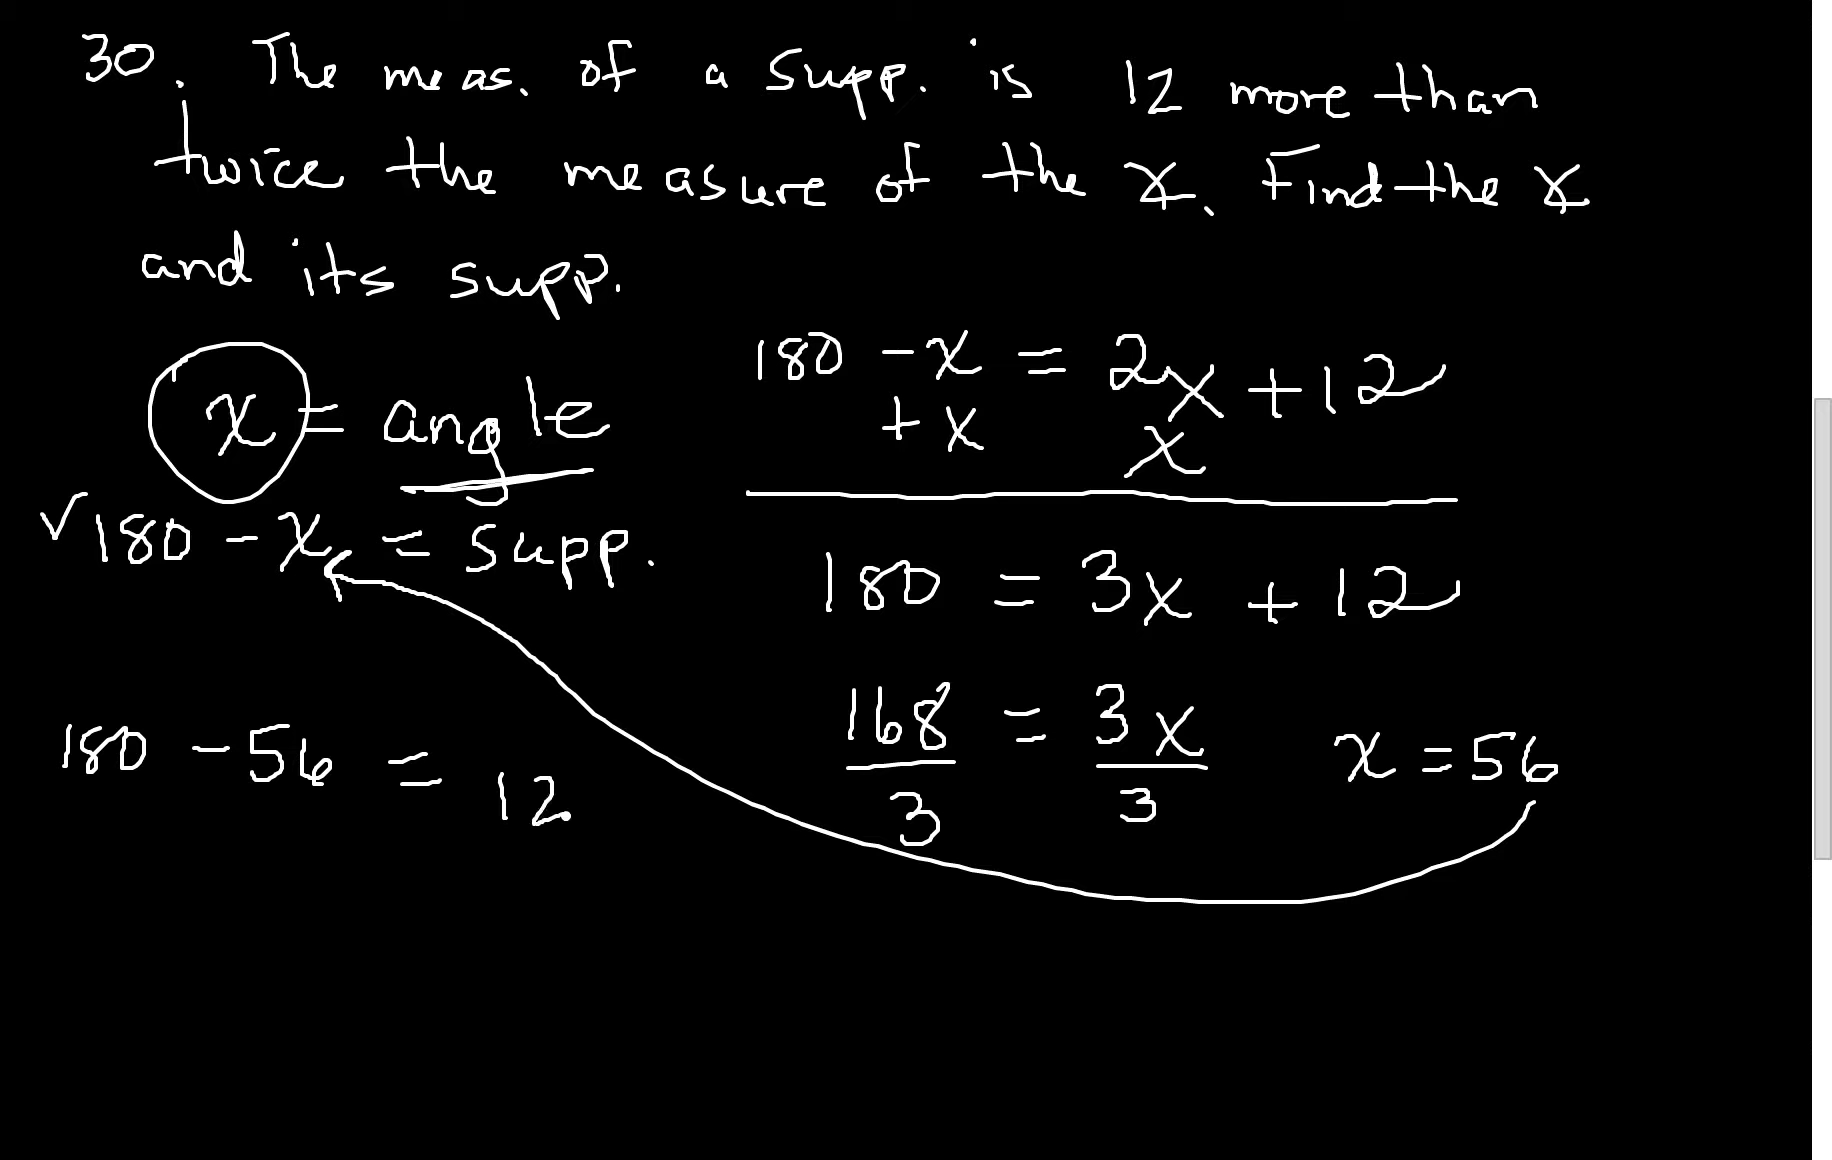 30. The meas. of a supp. is 12 more than
twice the measure of the ∡. Find the ∡
and its supp.
x = angle
√180 - x = supp.
180 - 56 = 12
180 - x = 2x + 12
+ x x
180 = 3x + 12
168 = 3x x = 56
3 3